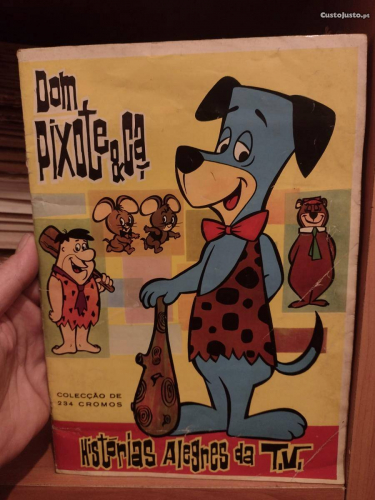 CustoJusto.pt
Dom
Pixote & Cª
COLECÇÃO DE
234 CROMOS
Histórias Alegres da T.V.